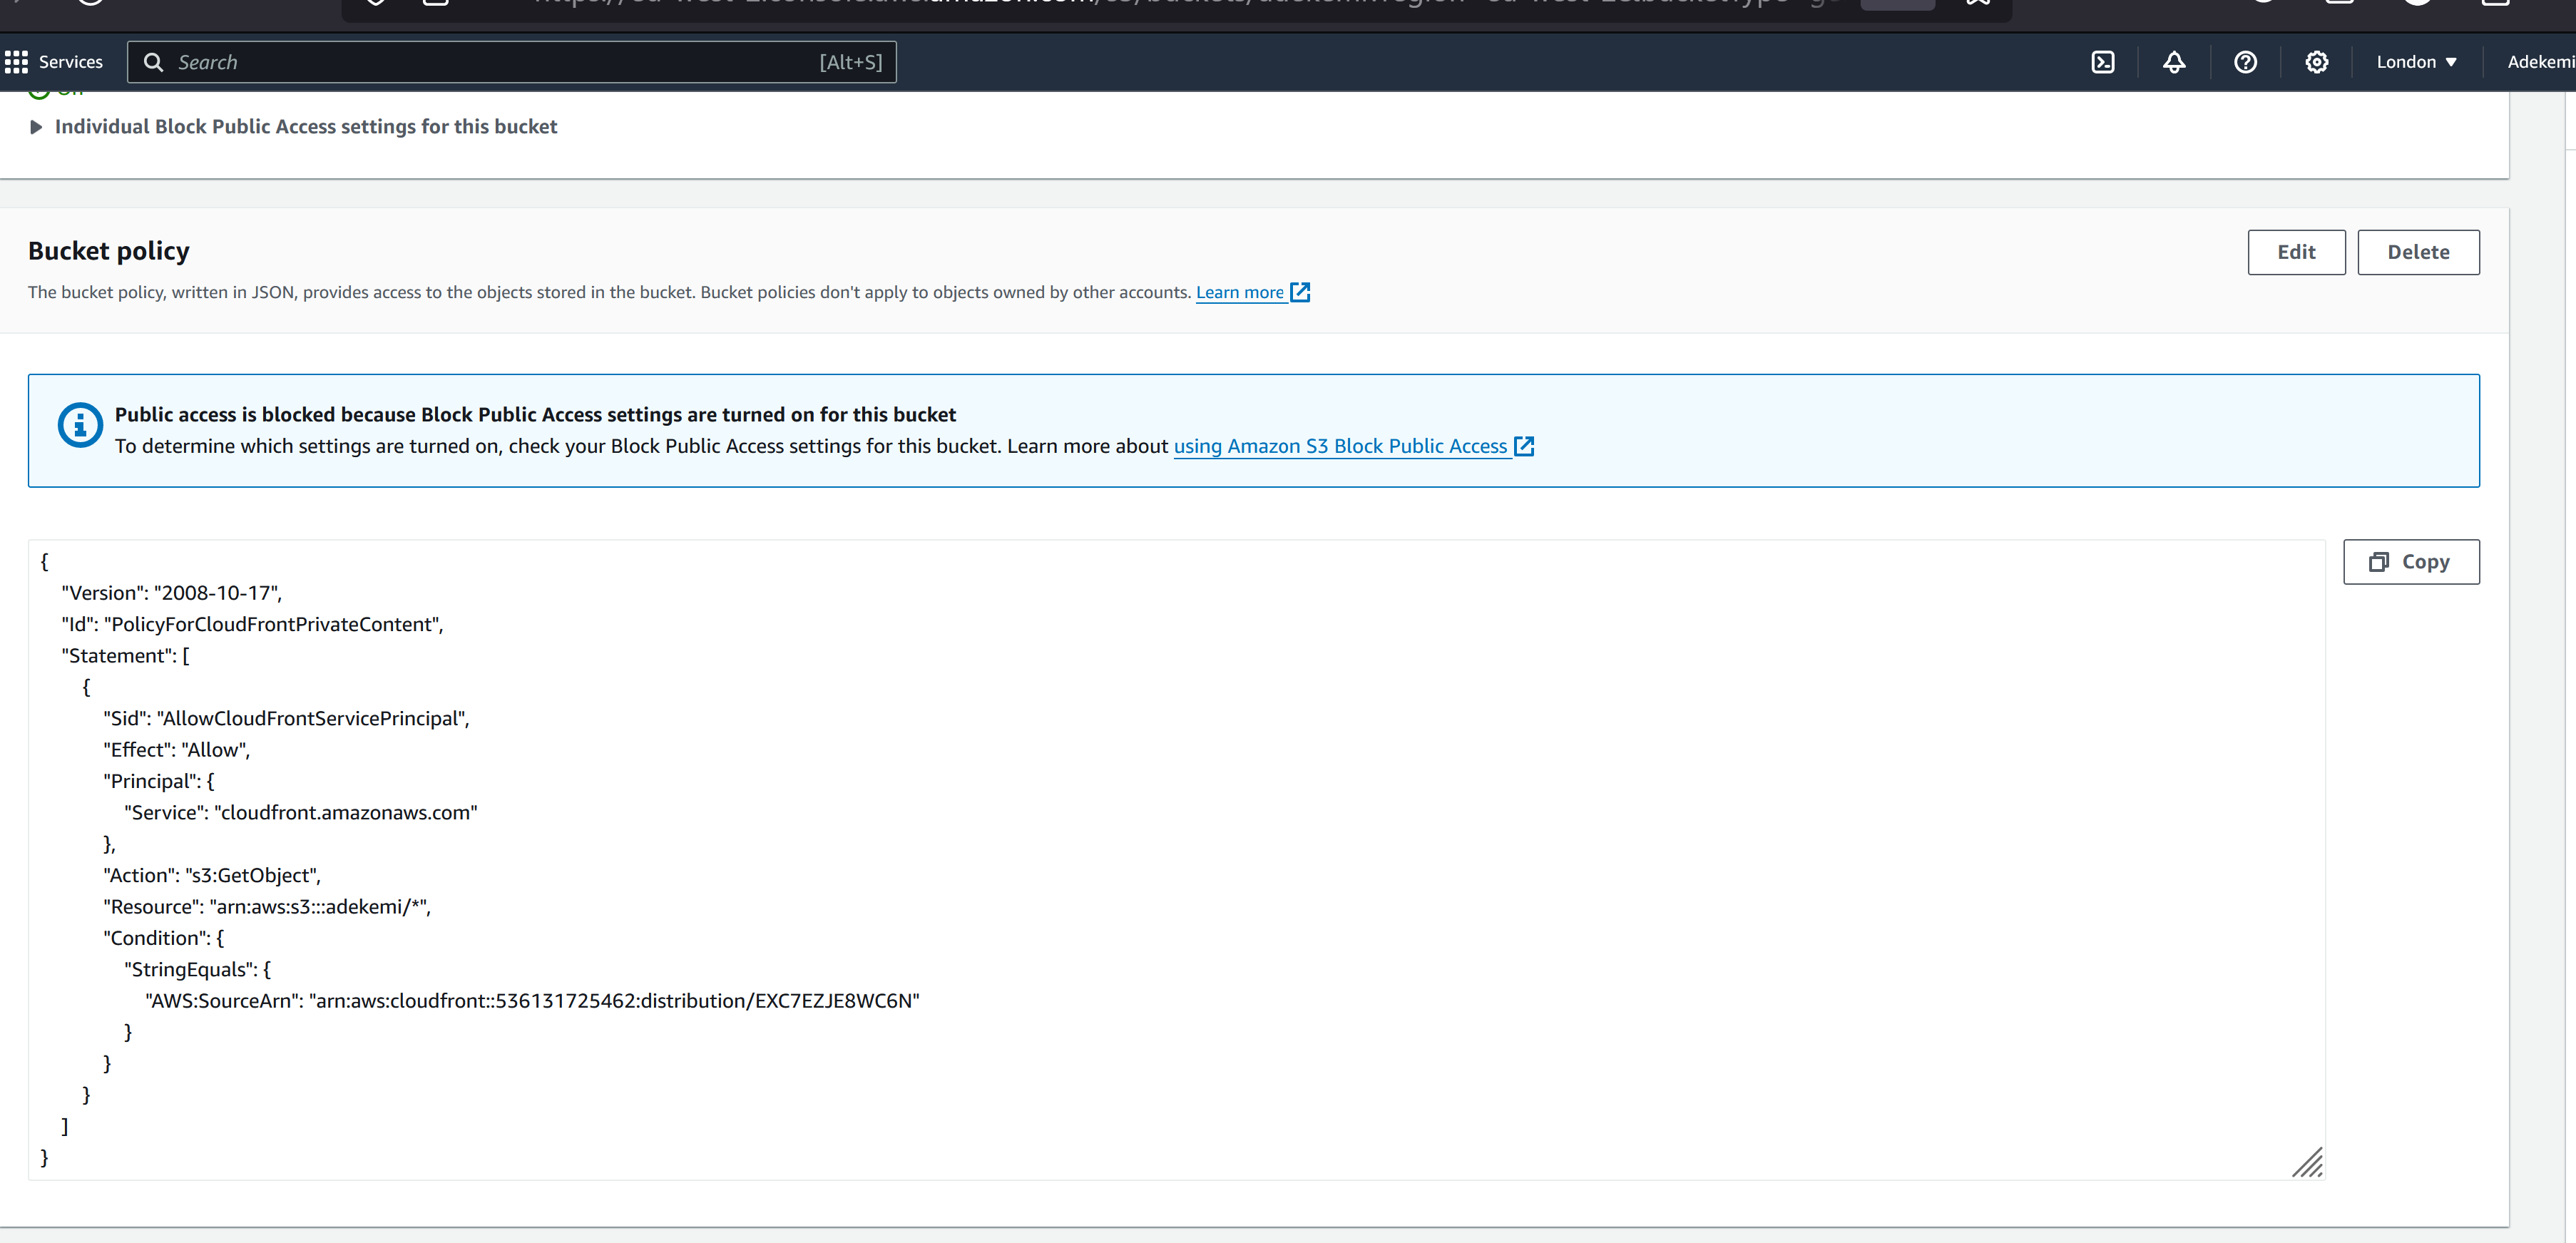 Services
Search
[Alt+S]
London
Adekemi
Individual Block Public Access settings for this bucket
Bucket policy
Edit
Delete
The bucket policy, written in JSON, provides access to the objects stored in the bucket. Bucket policies don't apply to objects owned by other accounts. Learn more
Public access is blocked because Block Public Access settings are turned on for this bucket
To determine which settings are turned on, check your Block Public Access settings for this bucket. Learn more about using Amazon S3 Block Public Access
Copy
{
"Version": "2008-10-17",
"Id": "PolicyForCloudFrontPrivateContent",
"Statement": [
{
"Sid": "AllowCloudFrontServicePrincipal",
"Effect": "Allow",
"Principal": {
"Service": "cloudfront.amazonaws.com"
},
"Action": "s3:GetObject",
"Resource": "arn:aws:s3:::adekemi/*",
"Condition": {
"StringEquals": {
"AWS:SourceArn": "arn:aws:cloudfront::536131725462:distribution/EXC7EZJE8WC6N"
}
}
}
]
}